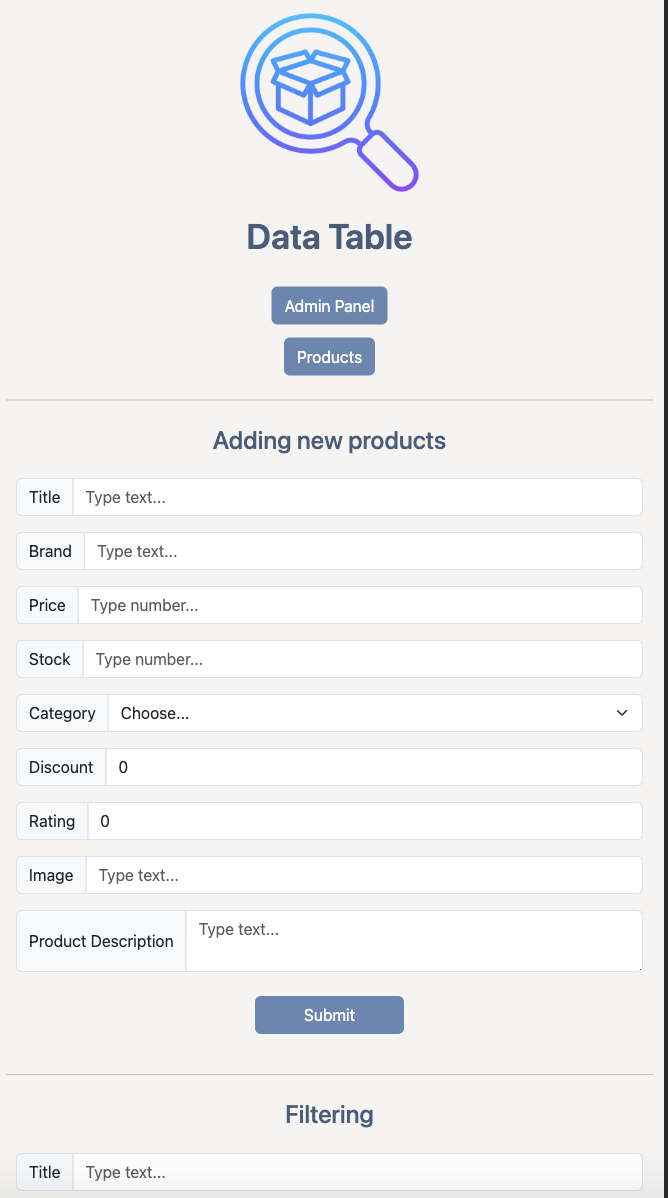 Data Table
Admin Panel
Products
Adding new products
Title Type text...
Brand Type text...
Price Type number...
Stock Type number...
Category Choose...
Discount 0
Rating 0
Image Type text...
Product Description Type text...
Submit
Filtering
Title Type text...